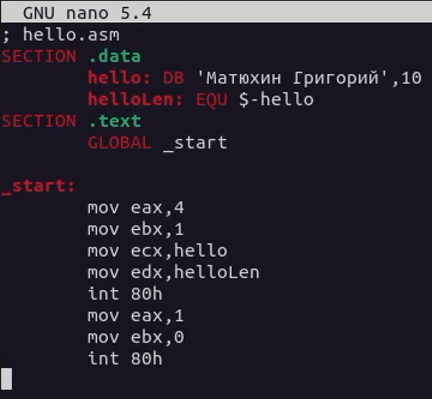 GNU nano 5.4
; hello.asm
SECTION .data
hello: DB 'Матюхин Григорий',10
helloLen: EQU $-hello
SECTION .text
GLOBAL _start
_start:
mov eax,4
mov ebx,1
mov ecx,hello
mov edx,helloLen
int 80h
mov eax,1
mov ebx,0
int 80h